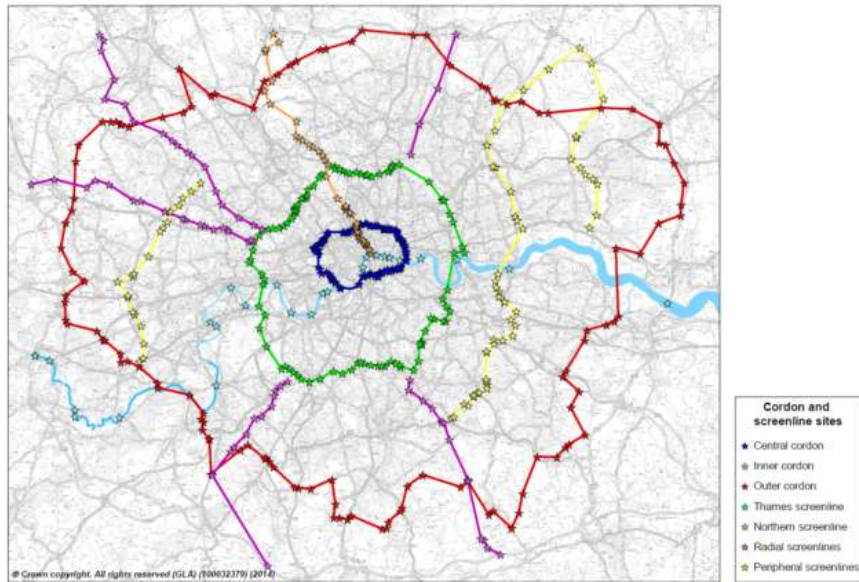 Cordon and
screenline sites
Central cordon
Inner cordon
Outer cordon
Thames screenline
Northern screenline
Radial screenlines
Peripheral screenlines
© Crown copyright. All rights reserved (GLA) (100032379) (2014)